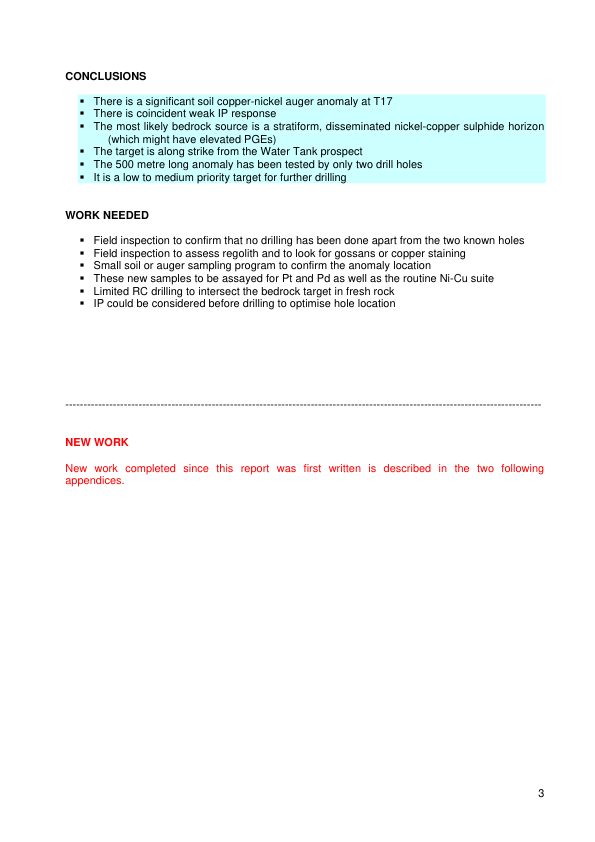 CONCLUSIONS
▪ There is a significant soil copper-nickel auger anomaly at T17
▪ There is coincident weak IP response
▪ The most likely bedrock source is a stratiform, disseminated nickel-copper sulphide horizon
(which might have elevated PGEs)
▪ The target is along strike from the Water Tank prospect
▪ The 500 metre long anomaly has been tested by only two drill holes
▪ It is a low to medium priority target for further drilling
WORK NEEDED
▪ Field inspection to confirm that no drilling has been done apart from the two known holes
▪ Field inspection to assess regolith and to look for gossans or copper staining
▪ Small soil or auger sampling program to confirm the anomaly location
▪ These new samples to be assayed for Pt and Pd as well as the routine Ni-Cu suite
▪ Limited RC drilling to intersect the bedrock target in fresh rock
▪ IP could be considered before drilling to optimise hole location
-----------------------------------------------------------------------------------------------------------------------------------
NEW WORK
New work completed since this report was first written is described in the two following
appendices.
3